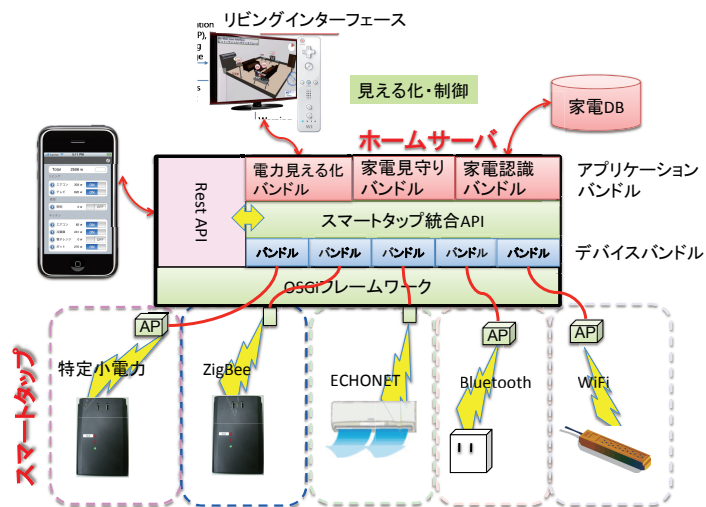 リビングインターフェース
ition
P),
g
ge
s
見える化・制御
家電DB
ホームサーバ
Rest API
電力見える化
バンドル
家電見守り
バンドル
家電認識
バンドル
アプリケーション
バンドル
スマートタップ統合API
バンドル
バンドル
バンドル
バンドル
バンドル
デバイスバンドル
OSGiフレームワーク
Total
AP
AP
AP
特定小電力
ZigBee
ECHONET
Bluetooth
WiFi
スマートタップ